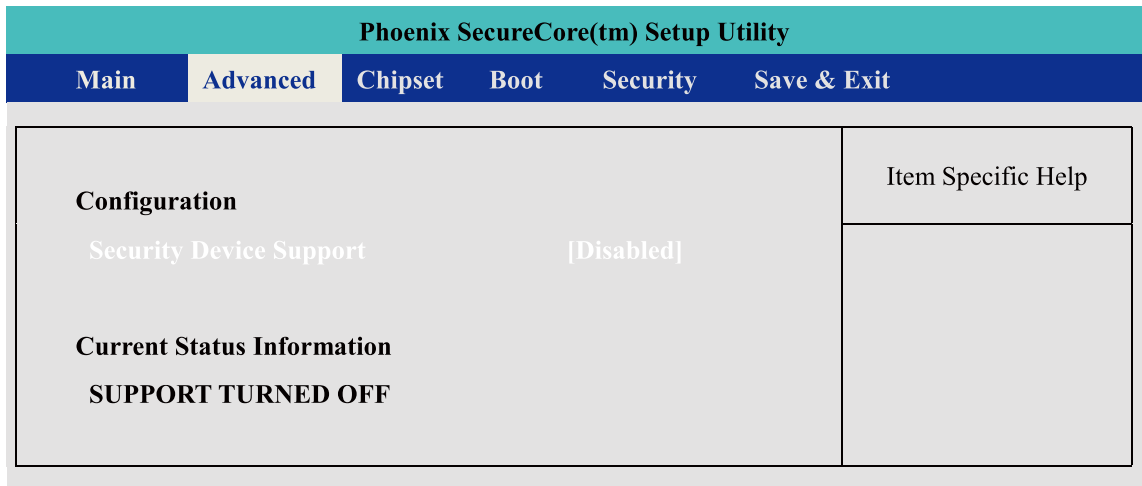 Phoenix SecureCore(tm) Setup Utility
Main Advanced Chipset Boot Security Save & Exit
Item Specific Help
Configuration
Security Device Support [Disabled]
Current Status Information
SUPPORT TURNED OFF